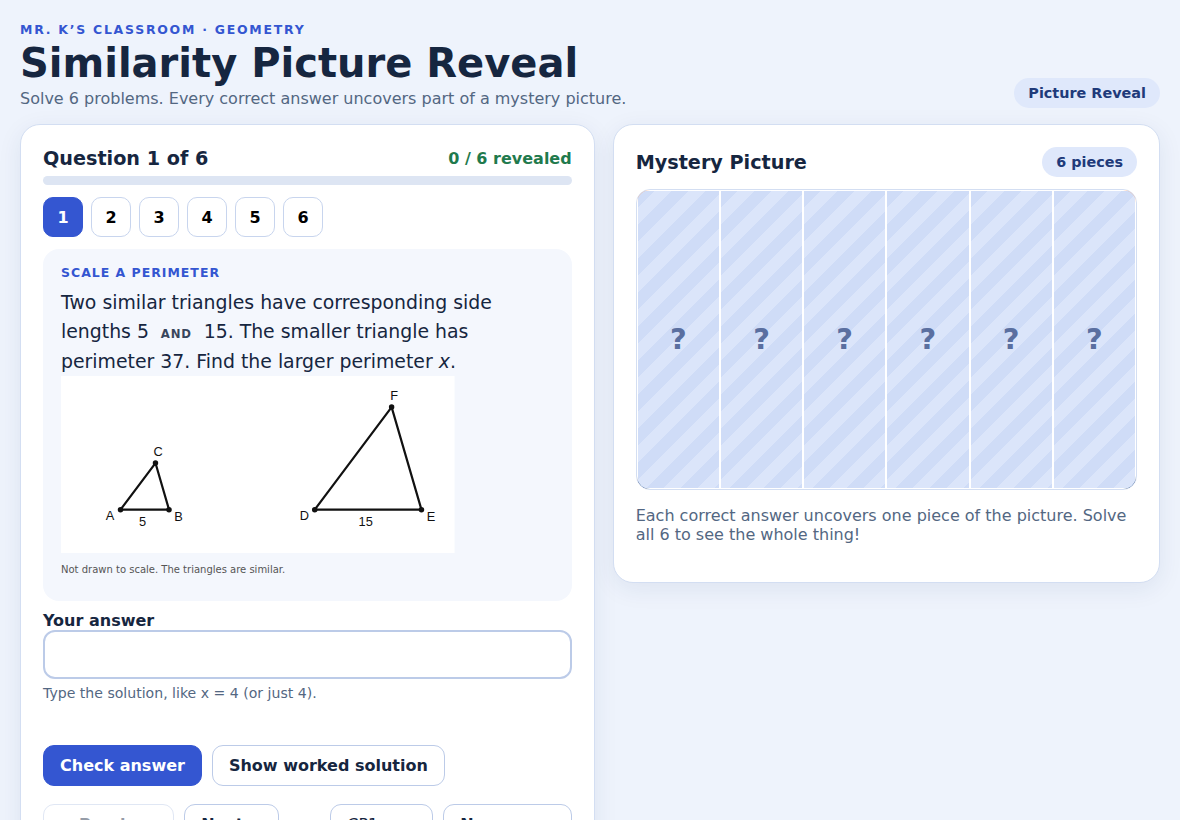 MR. K’S CLASSROOM · GEOMETRY
Similarity Picture Reveal
Solve 6 problems. Every correct answer uncovers part of a mystery picture.
Picture Reveal
Question 1 of 6
0 / 6 revealed
1 2 3 4 5 6
SCALE A PERIMETER
Two similar triangles have corresponding side
lengths 5 AND 15. The smaller triangle has
perimeter 37. Find the larger perimeter x.
F
C
A
B
5
D
E
15
Not drawn to scale. The triangles are similar.
Your answer
Type the solution, like x = 4 (or just 4).
Check answer
Show worked solution
Mystery Picture
6 pieces
? ? ? ? ? ?
Each correct answer uncovers one piece of the picture. Solve
all 6 to see the whole thing!